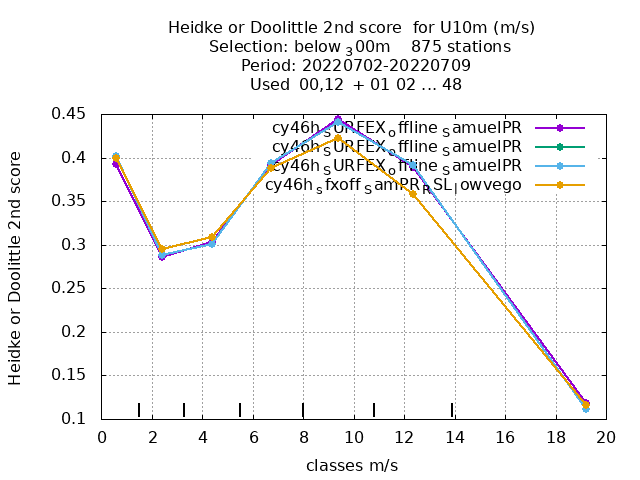 Heidke or Doolittle 2nd score  for U10m (m/s)
Selection: below 300m    875 stations
Period: 20220702-20220709
Used  00,12  + 01 02 ... 48
Heidke or Doolittle 2nd score
0.45
0.4
0.35
0.3
0.25
0.2
0.15
0.1
cy46h_SURFEX_offline_SamuelPR
cy46h_SURFEX_offline_SamuelPR
cy46h_SURFEX_offline_SamuelPR
cy46h_sfxoff_SamPR_RSL_lowvego
0 2 4 6 8 10 12 14 16 18 20
classes m/s